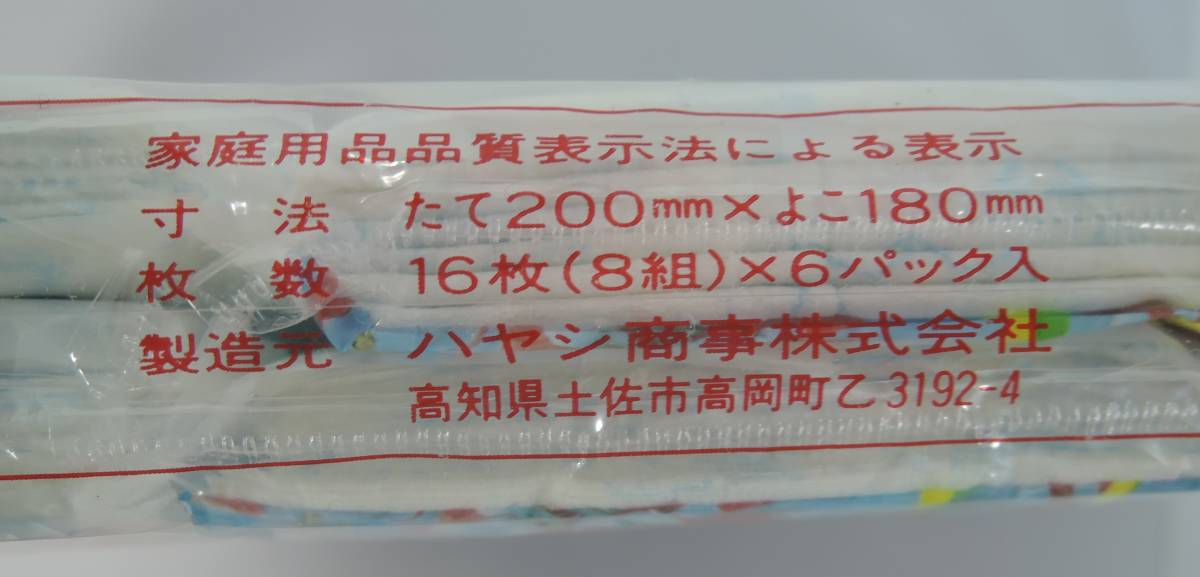 家庭用品品質表示法による表示
寸法 たて200mm×よこ180mm
枚数 16枚(8組)×6パック入
製造元 ハヤシ商事株式会社
高知県土佐市高岡町乙3192-4